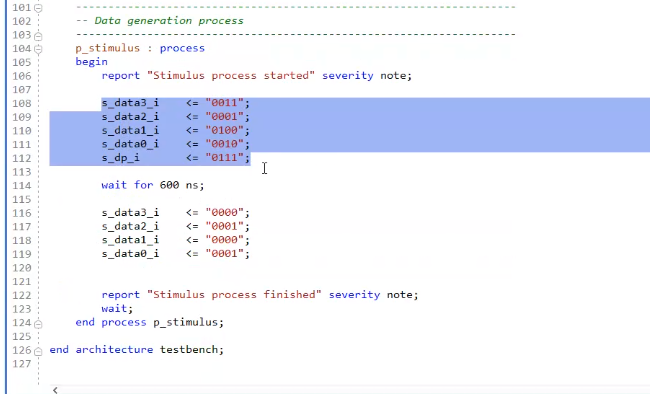 101 ---------------------------------------------------------------------
102 -- Data generation process
103 ---------------------------------------------------------------------
104 p_stimulus : process
105 begin
106 report "Stimulus process started" severity note;
107
108 s_data3_i <= "0011";
109 s_data2_i <= "0001";
110 s_data1_i <= "0100";
111 s_data0_i <= "0010";
112 s_dp_i <= "0111";
113
114 wait for 600 ns;
115
116 s_data3_i <= "0000";
117 s_data2_i <= "0001";
118 s_data1_i <= "0000";
119 s_data0_i <= "0001";
120
121
122 report "Stimulus process finished" severity note;
123 wait;
124 end process p_stimulus;
125
126 end architecture testbench;
127